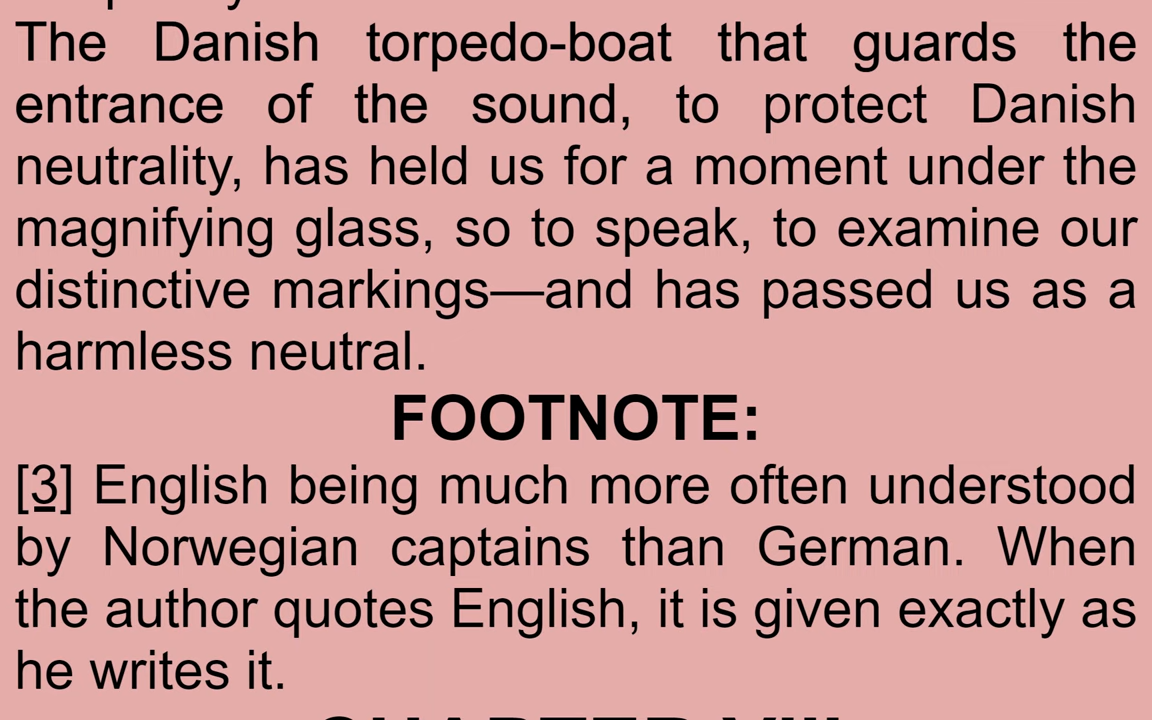 The Danish torpedo-boat that guards the
entrance of the sound, to protect Danish
neutrality, has held us for a moment under the
magnifying glass, so to speak, to examine our
distinctive markings—and has passed us as a
harmless neutral.
FOOTNOTE:
[3] English being much more often understood
by Norwegian captains than German. When
the author quotes English, it is given exactly as
he writes it.